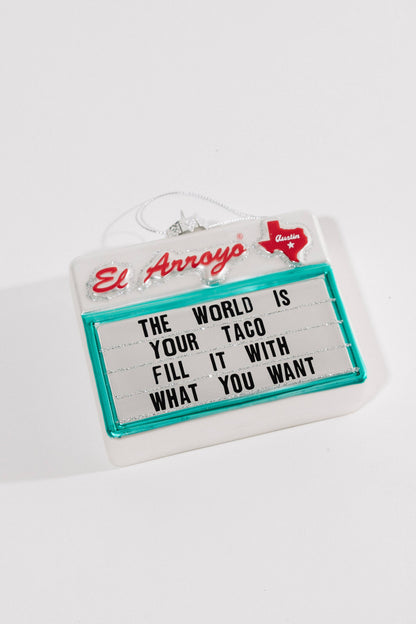 El Arroyo®
Austin
THE WORLD IS
YOUR TACO
FILL IT WITH
WHAT YOU WANT